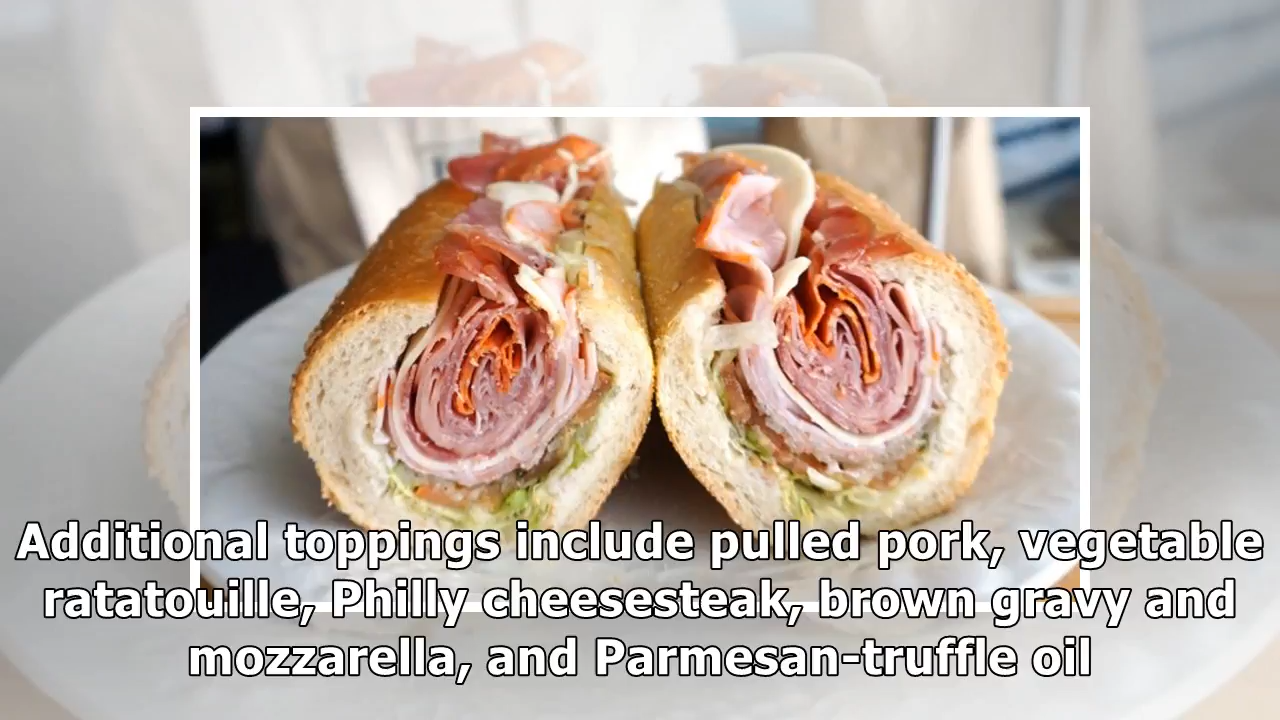 Additional toppings include pulled pork, vegetable
ratatouille, Philly cheesesteak, brown gravy and
mozzarella, and Parmesan-truffle oil